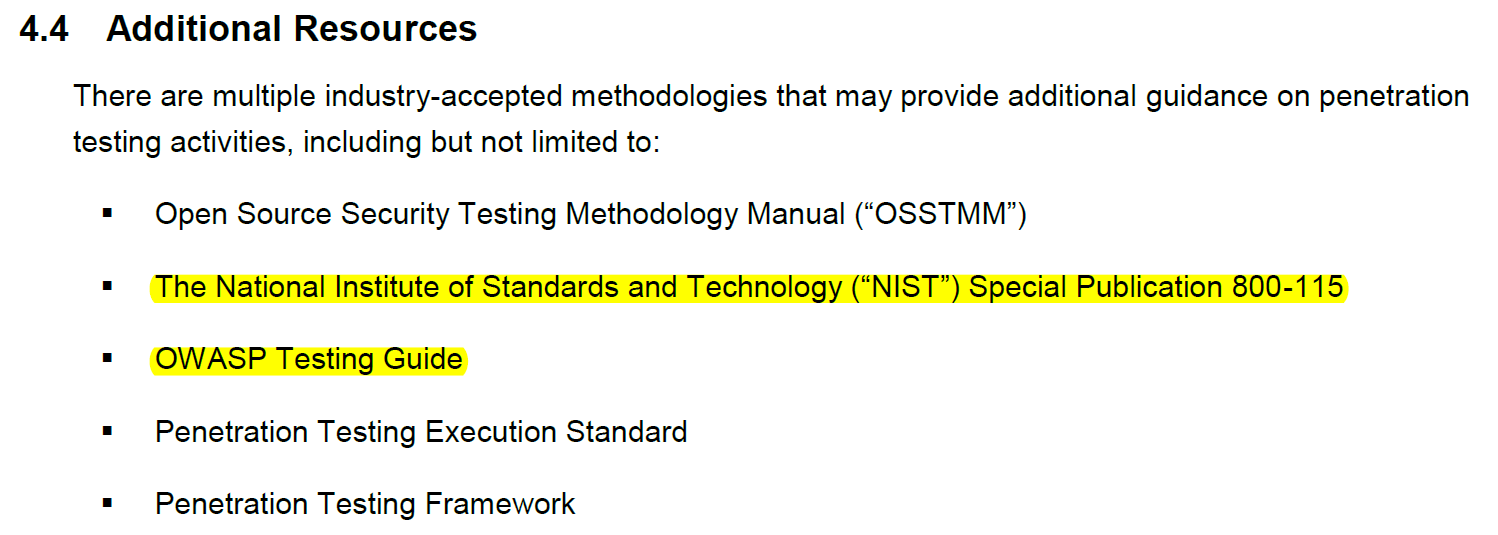 4.4 Additional Resources
There are multiple industry-accepted methodologies that may provide additional guidance on penetration
testing activities, including but not limited to:
▪ Open Source Security Testing Methodology Manual (“OSSTMM”)
▪ The National Institute of Standards and Technology (“NIST”) Special Publication 800-115
▪ OWASP Testing Guide
▪ Penetration Testing Execution Standard
▪ Penetration Testing Framework